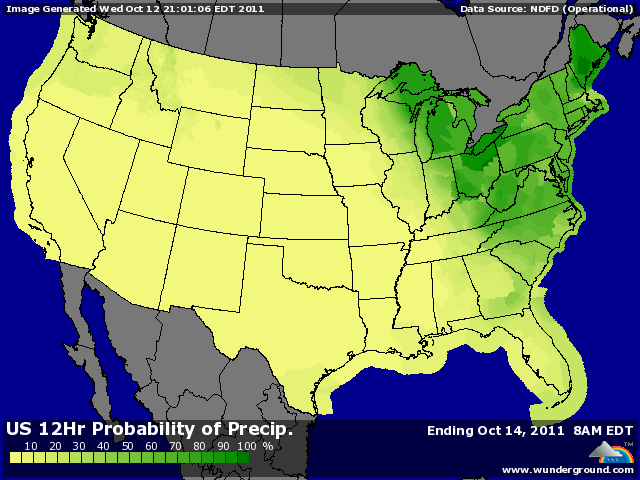 Image Generated Wed Oct 12 21:01:06 EDT 2011 Data Source: NDFD (Operational)
US 12Hr Probability of Precip. Ending Oct 14, 2011 8AM EDT
10 20 30 40 50 60 70 80 90 100 %
TM
www.wunderground.com